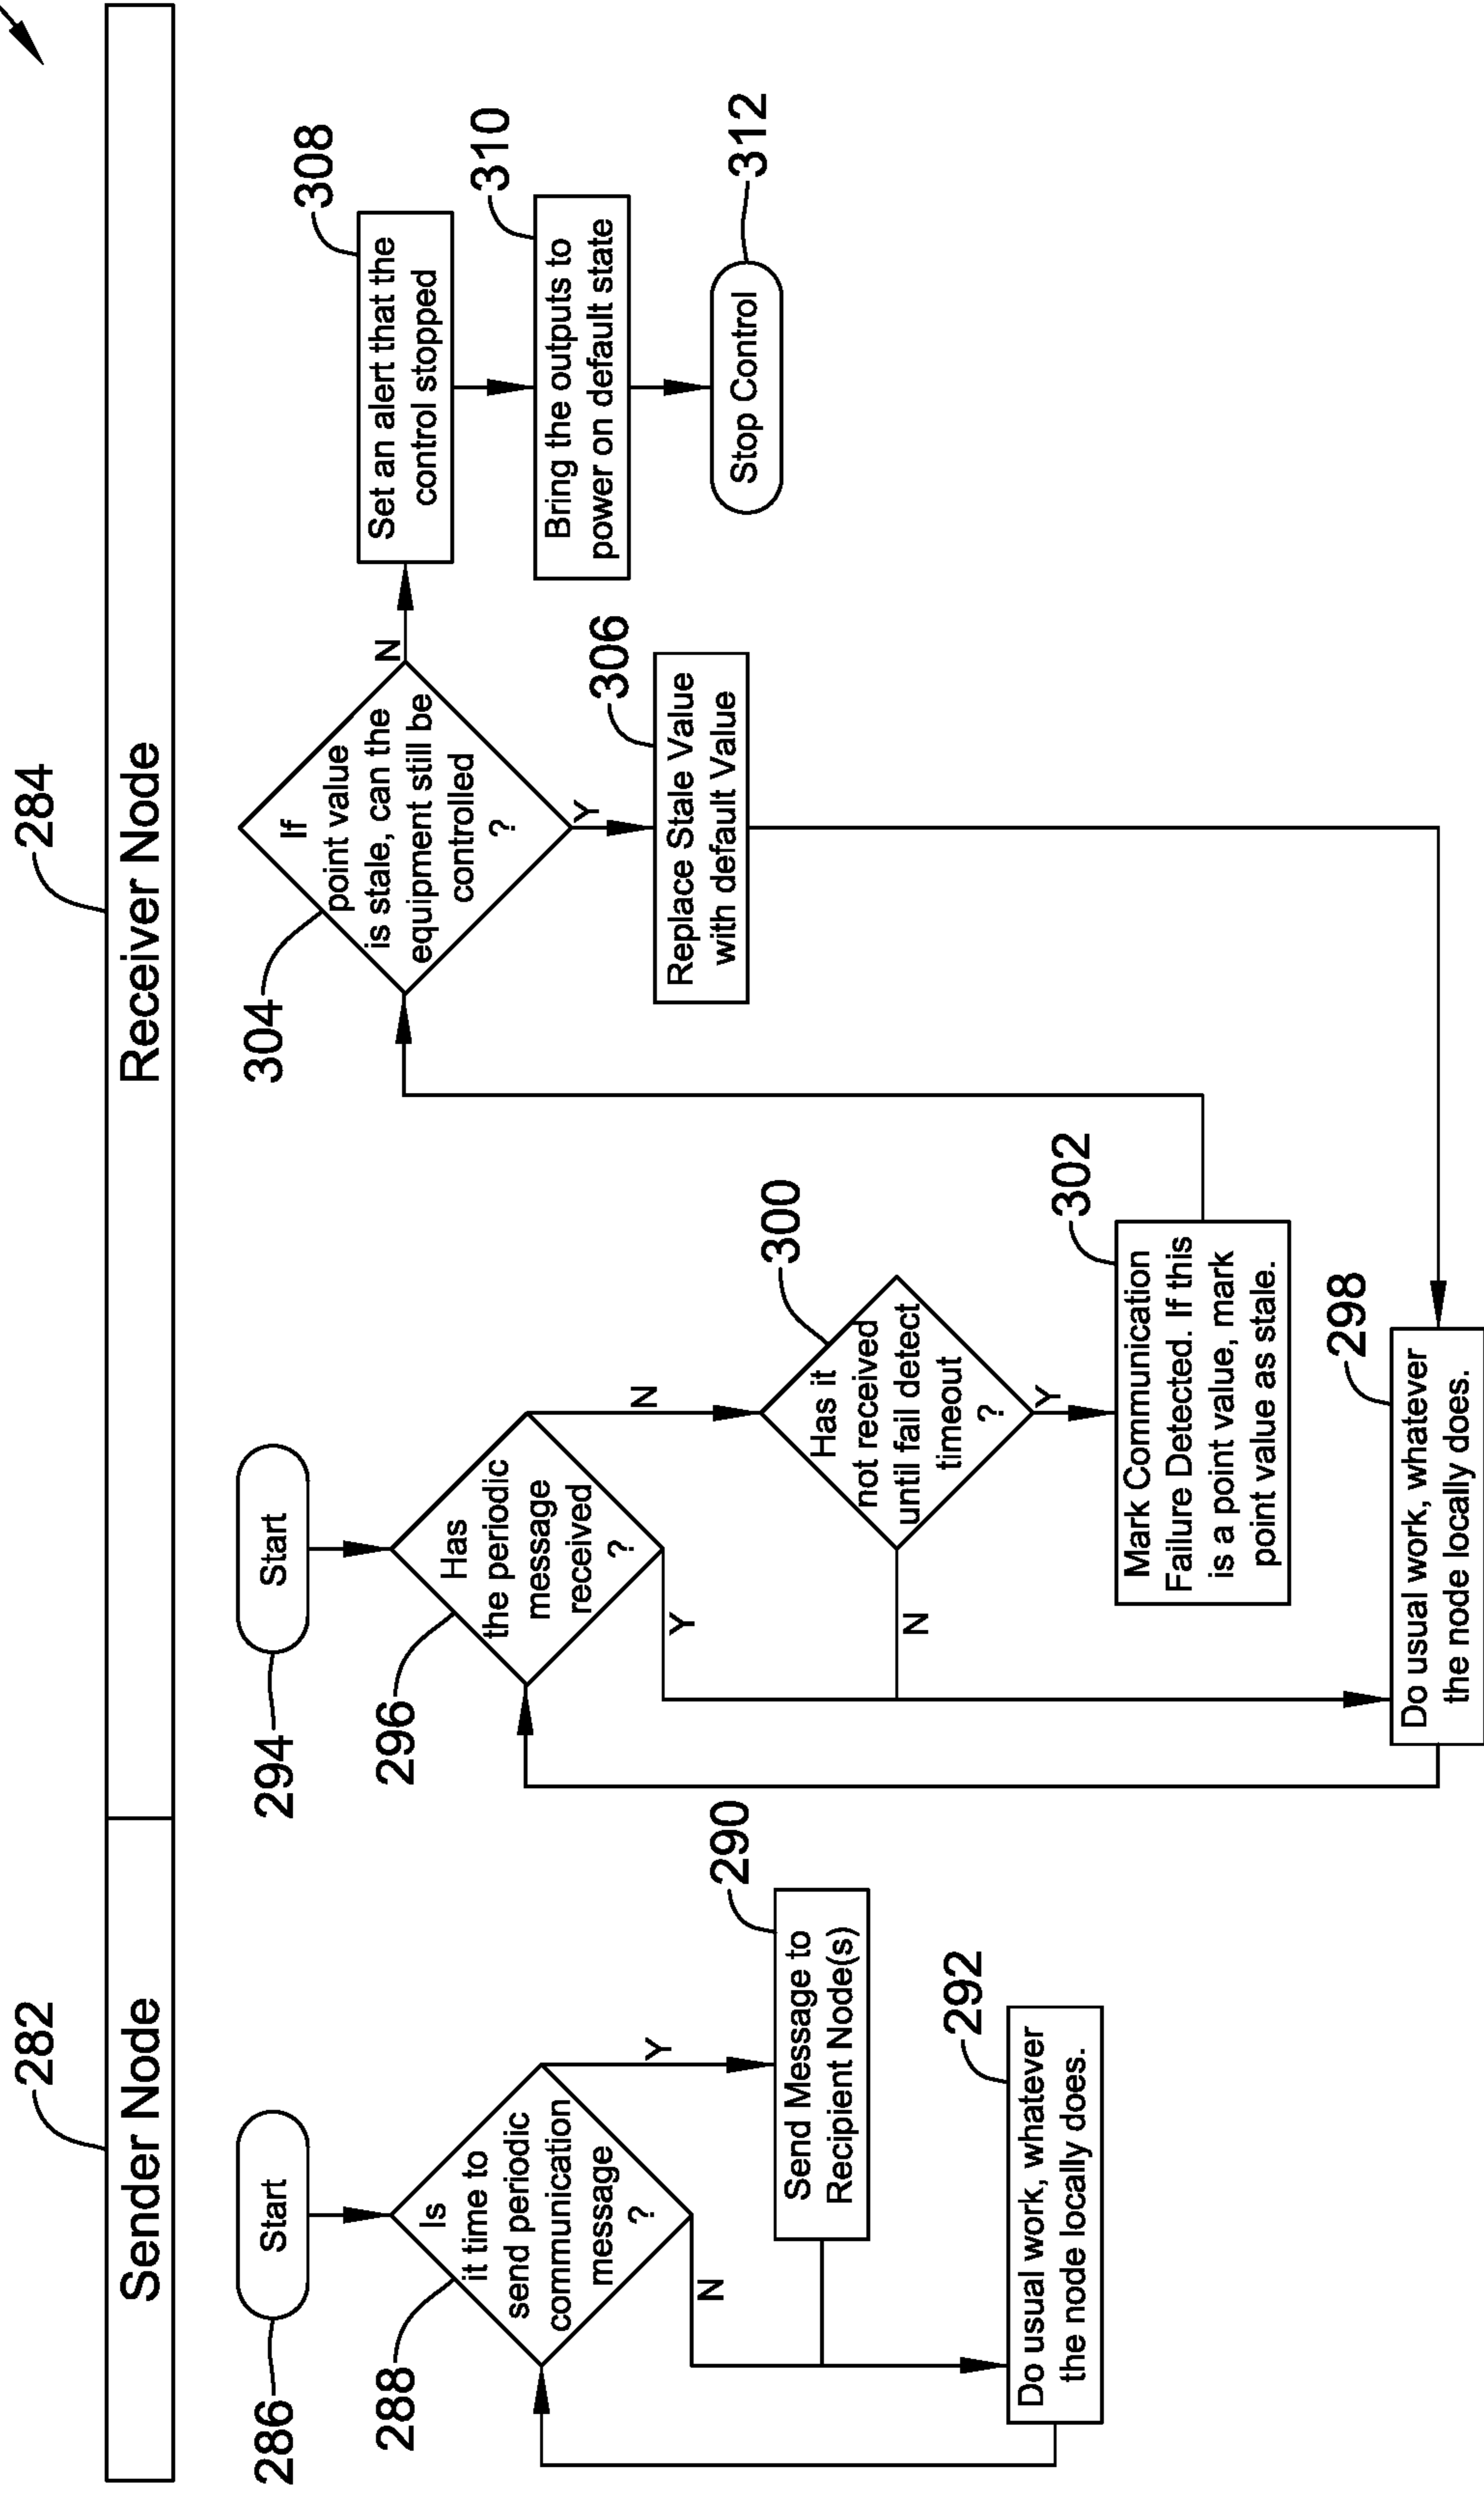 282
284
Sender Node
Receiver Node
286
Start
288
Is
it time to
send periodic
communication
message
?
Y
N
290
Send Message to
Recipient Node(s)
292
Do usual work, whatever
the node locally does.
294
Start
296
Has
the periodic
message
received
?
N
Y
300
Has it
not received
until fail detect
timeout
?
N
Y
302
Mark Communication
Failure Detected. If this
is a point value, mark
point value as stale.
298
Do usual work, whatever
the node locally does.
304
If
point value
is stale, can the
equipment still be
controlled
?
N
Y
306
Replace Stale Value
with default Value
308
Set an alert that the
control stopped
310
Bring the outputs to
power on default state
312
Stop Control